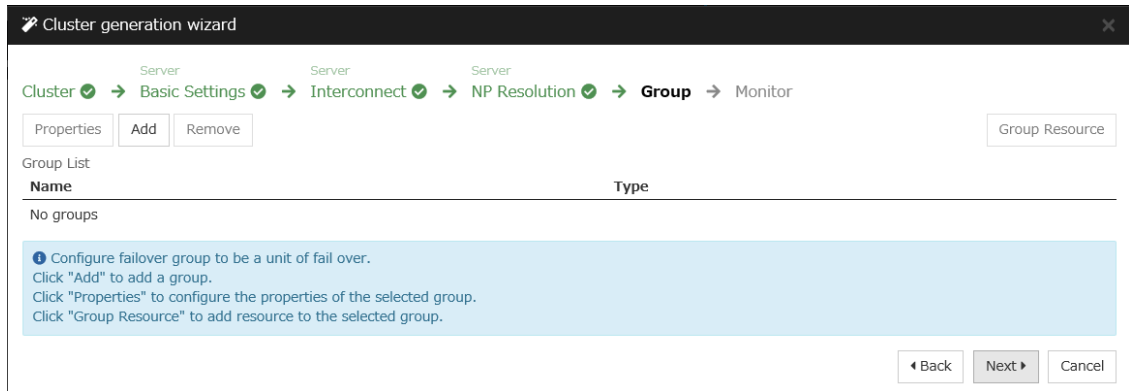 Cluster generation wizard
Server Server Server
Cluster → Basic Settings → Interconnect → NP Resolution → Group → Monitor
Properties Add Remove Group Resource
Group List
Name Type
No groups
Configure failover group to be a unit of fail over.
Click "Add" to add a group.
Click "Properties" to configure the properties of the selected group.
Click "Group Resource" to add resource to the selected group.
Back Next Cancel